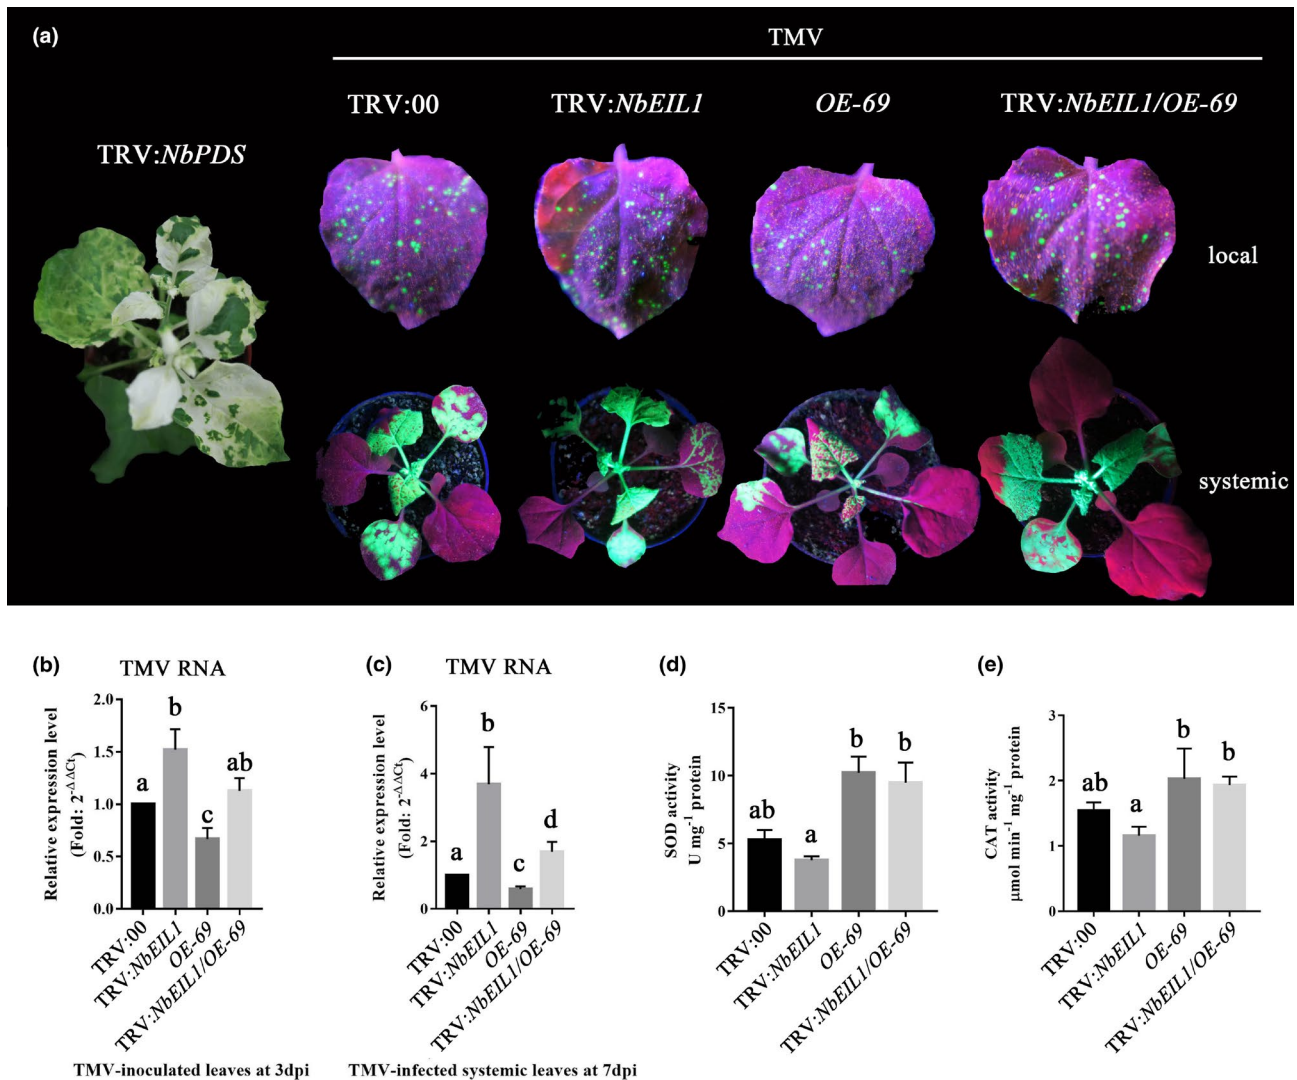 (a)
TMV
TRV:00 TRV:NbEIL1 OE-69 TRV:NbEIL1/OE-69
TRV:NbPDS
local
systemic
(b)
TMV RNA
Relative expression level
(Fold: 2-ΔΔCt)
2.0
1.5
1.0
0.5
0.0
a b c ab
TRV:00
TRV:NbEIL1
OE-69
TRV:NbEIL1/OE-69
TMV-inoculated leaves at 3dpi
(c)
TMV RNA
Relative expression level
(Fold: 2-ΔΔCt)
6
4
2
0
a b c d
TRV:00
TRV:NbEIL1
OE-69
TRV:NbEIL1/OE-69
TMV-infected systemic leaves at 7dpi
(d)
SOD activity
U mg-1 protein
15
10
5
0
ab a b b
TRV:00
TRV:NbEIL1
OE-69
TRV:NbEIL1/OE-69
(e)
CAT activity
μmol min-1 mg-1 protein
3
2
1
0
ab a b b
TRV:00
TRV:NbEIL1
OE-69
TRV:NbEIL1/OE-69